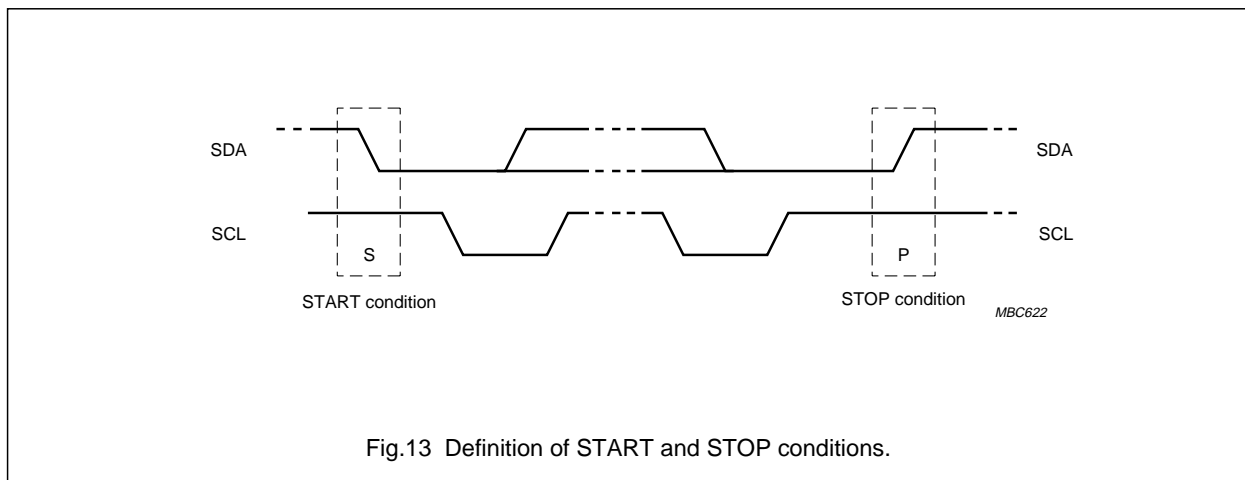 SDA
SDA
SCL
SCL
S
P
START condition
STOP condition
MBC622
Fig.13 Definition of START and STOP conditions.